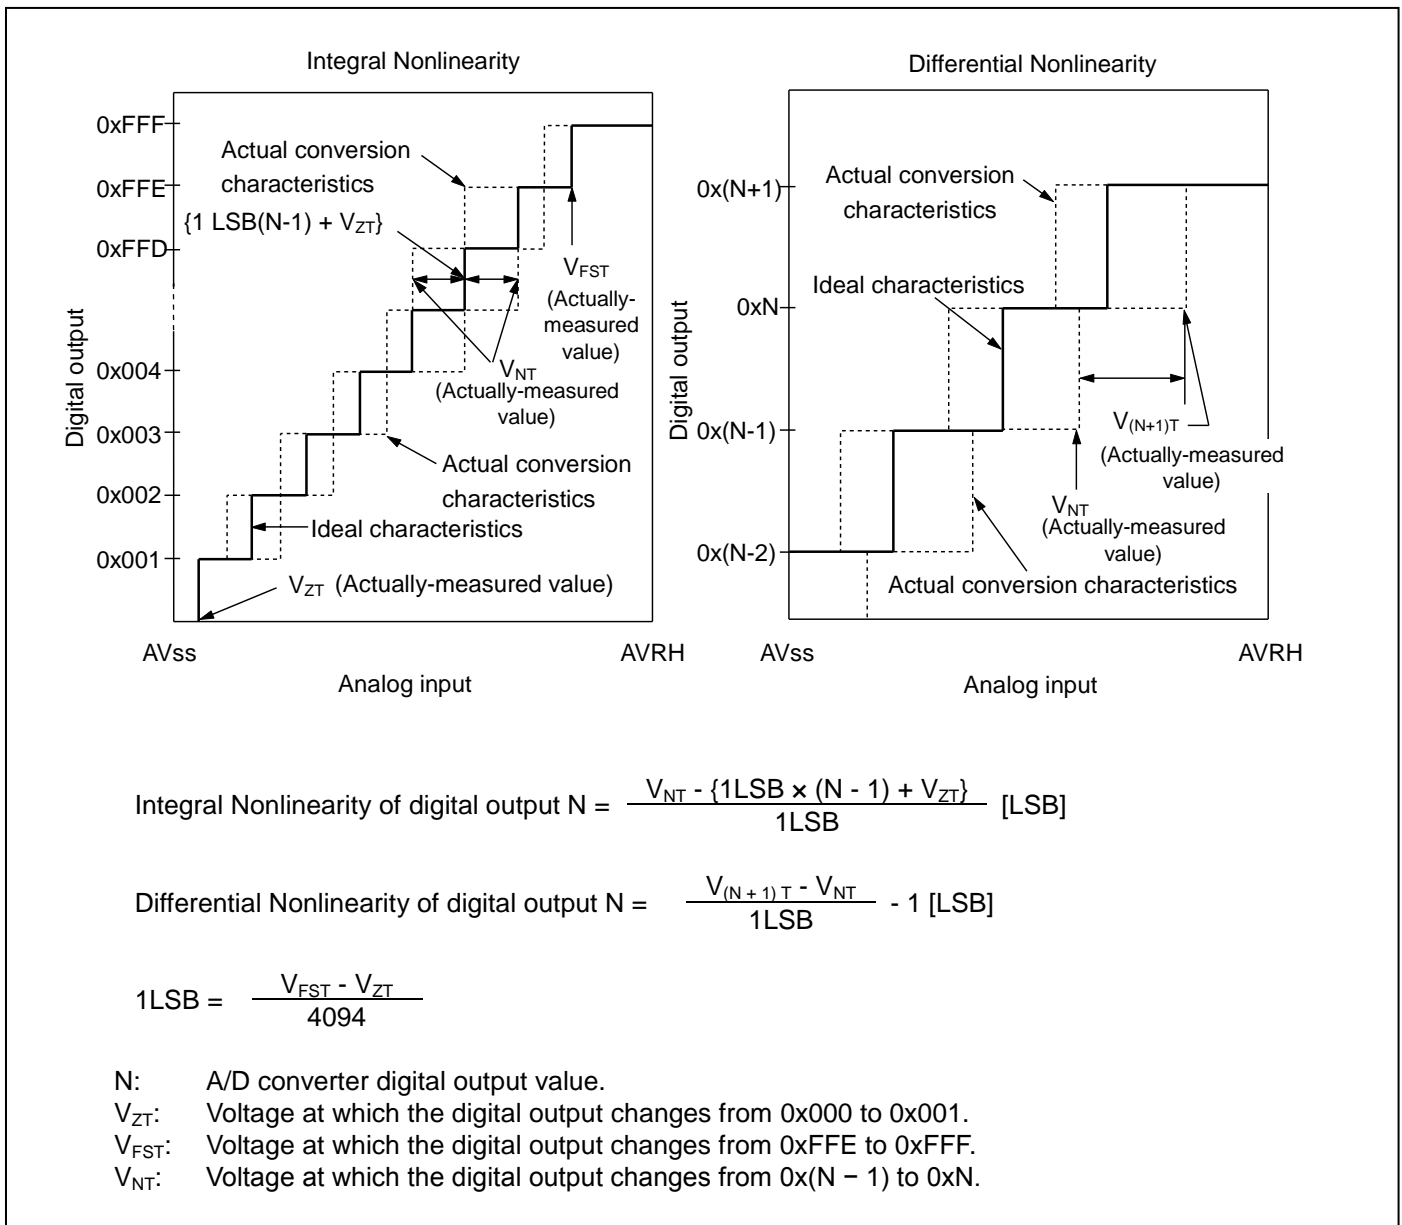 Integral Nonlinearity
0xFFF
0xFFE
0xFFD
0x004
0x003
0x002
0x001
Digital output
Actual conversion
characteristics
{1 LSB(N-1) + VZT}
VFST
(Actually-
measured
value)
VNT
(Actually-measured
value)
Actual conversion
characteristics
Ideal characteristics
VZT (Actually-measured value)
AVss
AVRH
Analog input
Differential Nonlinearity
0x(N+1)
0xN
0x(N-1)
0x(N-2)
Digital output
Actual conversion
characteristics
Ideal characteristics
V(N+1)T
(Actually-measured
value)
VNT
(Actually-measured
value)
Actual conversion characteristics
AVss
AVRH
Analog input
Integral Nonlinearity of digital output N = VNT - {1LSB × (N - 1) + VZT} / 1LSB [LSB]
Differential Nonlinearity of digital output N = V(N + 1) T - VNT / 1LSB - 1 [LSB]
1LSB = VFST - VZT / 4094
N: A/D converter digital output value.
VZT: Voltage at which the digital output changes from 0x000 to 0x001.
VFST: Voltage at which the digital output changes from 0xFFE to 0xFFF.
VNT: Voltage at which the digital output changes from 0x(N − 1) to 0xN.